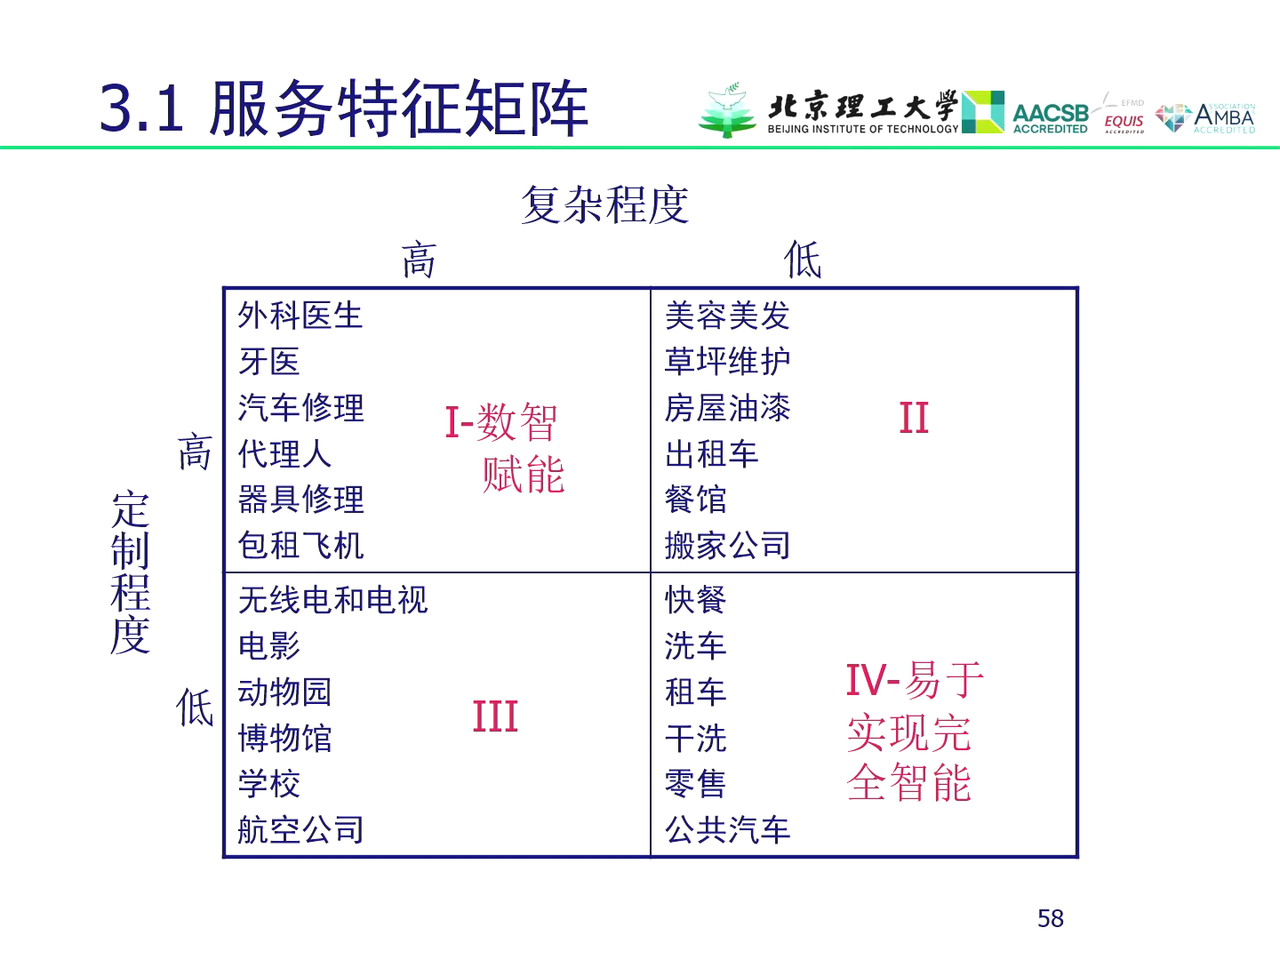 3.1 服务特征矩阵
北京理工大学
BEIJING INSTITUTE OF TECHNOLOGY
AACSB
ACCREDITED
EFMD
EQUIS
ACCREDITED
ASSOCIATION
AMBA
ACCREDITED
复杂程度
高
低
定制程度
高
外科医生
牙医
汽车修理
代理人
器具修理
包租飞机
I-数智
赋能
美容美发
草坪维护
房屋油漆
出租车
餐馆
搬家公司
II
低
无线电和电视
电影
动物园
博物馆
学校
航空公司
III
快餐
洗车
租车
干洗
零售
公共汽车
IV-易于
实现完
全智能
58